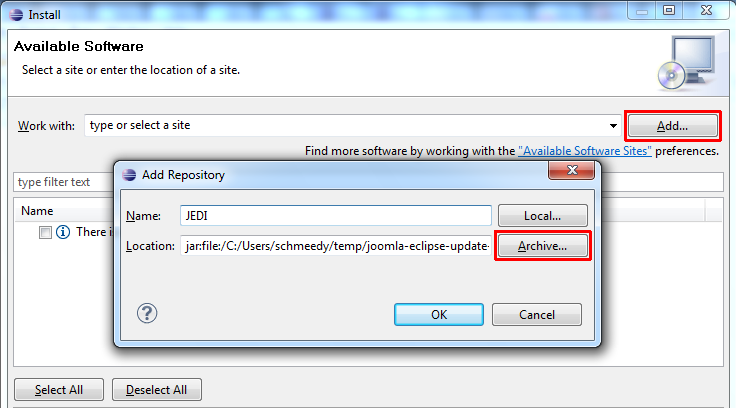 Install
Available Software
Select a site or enter the location of a site.
Work with: type or select a site Add...
Find more software by working with the "Available Software Sites" preferences.
type filter text
Name
There i
Add Repository
Name: JEDI Local...
Location: jar:file:/C:/Users/schmeedy/temp/joomla-eclipse-update- Archive...
?
OK Cancel
Select All Deselect All